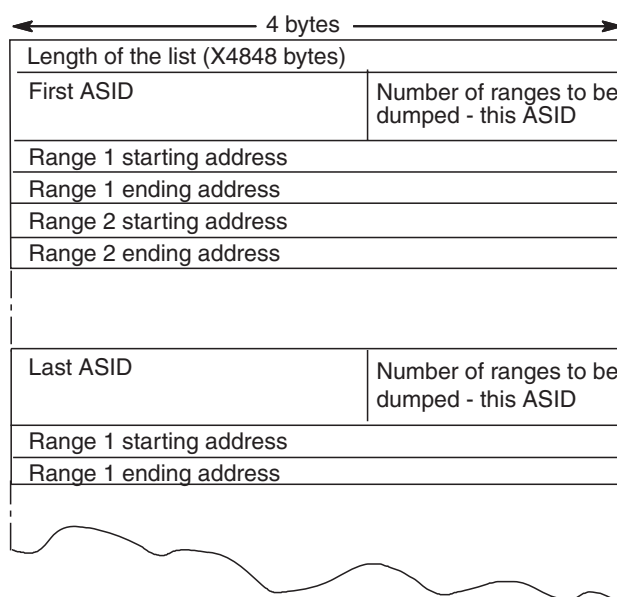 4 bytes
Length of the list (X4848 bytes)
First ASID
Number of ranges to be
dumped - this ASID
Range 1 starting address
Range 1 ending address
Range 2 starting address
Range 2 ending address
Last ASID
Number of ranges to be
dumped - this ASID
Range 1 starting address
Range 1 ending address